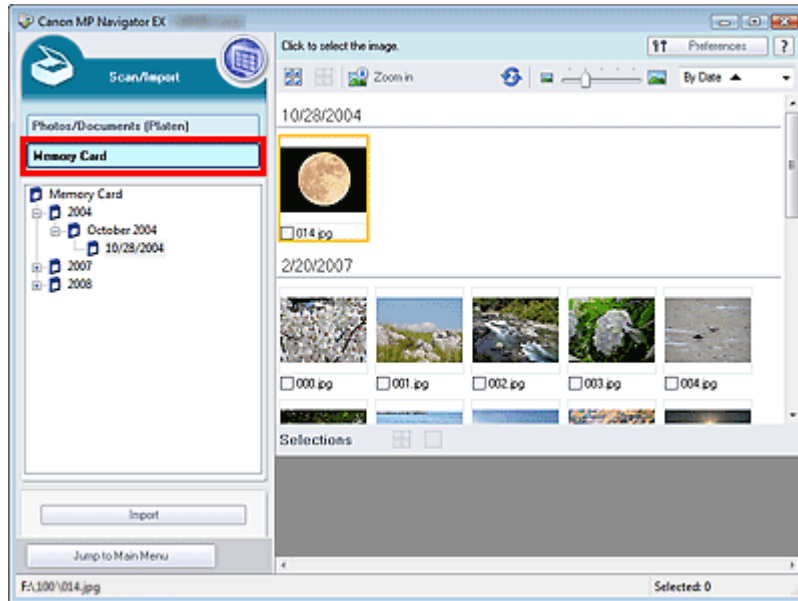 Canon MP Navigator EX
Scan/Import
Photos/Documents (Platen)
Memory Card
Memory Card
2004
October 2004
10/28/2004
2007
2008
Import
Jump to Main Menu
Click to select the image.
Preferences
?
Zoom in
By Date
10/28/2004
014.jpg
2/20/2007
000.jpg
001.jpg
002.jpg
003.jpg
004.jpg
Selections
F:\100\014.jpg
Selected: 0